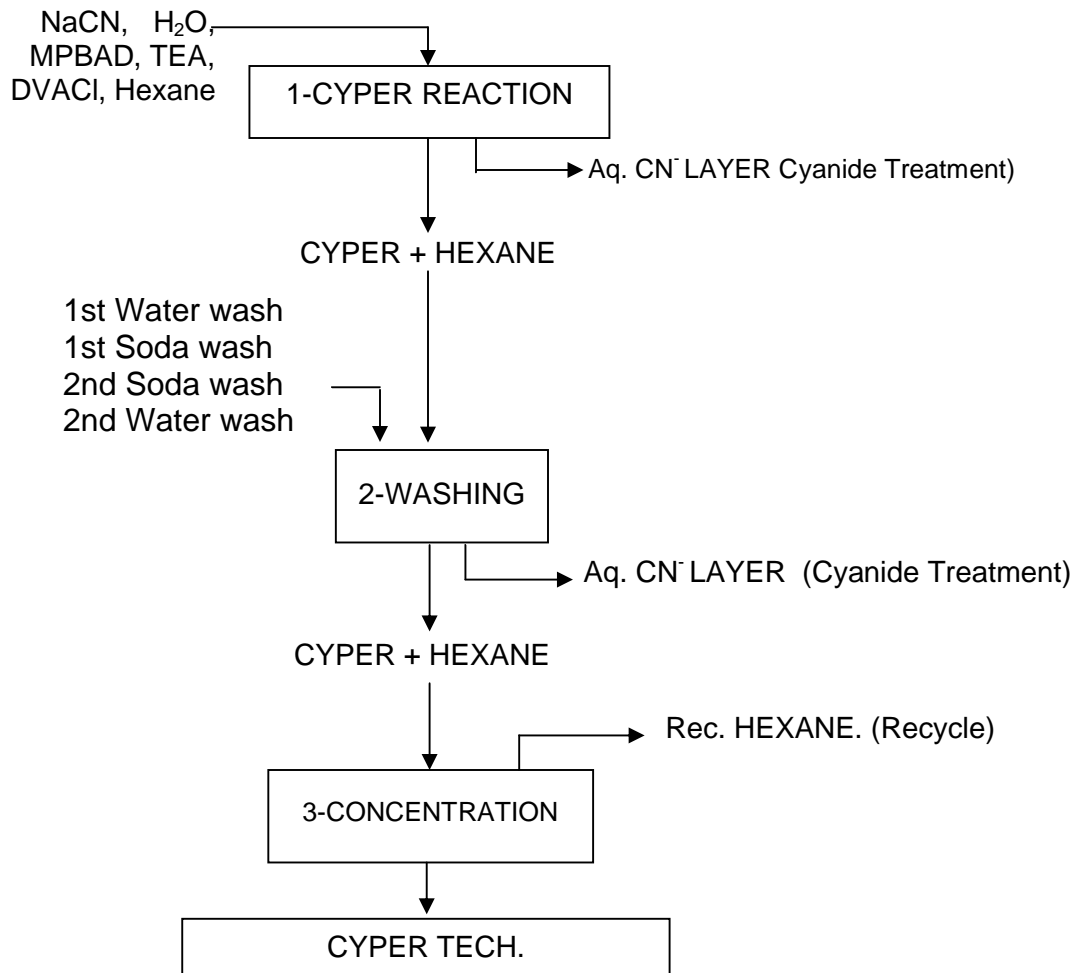 NaCN, H₂O,
MPBAD, TEA,
DVACl, Hexane
1-CYPER REACTION
Aq. CN⁻ LAYER Cyanide Treatment)
CYPER + HEXANE
1st Water wash
1st Soda wash
2nd Soda wash
2nd Water wash
2-WASHING
Aq. CN⁻ LAYER (Cyanide Treatment)
CYPER + HEXANE
Rec. HEXANE. (Recycle)
3-CONCENTRATION
CYPER TECH.